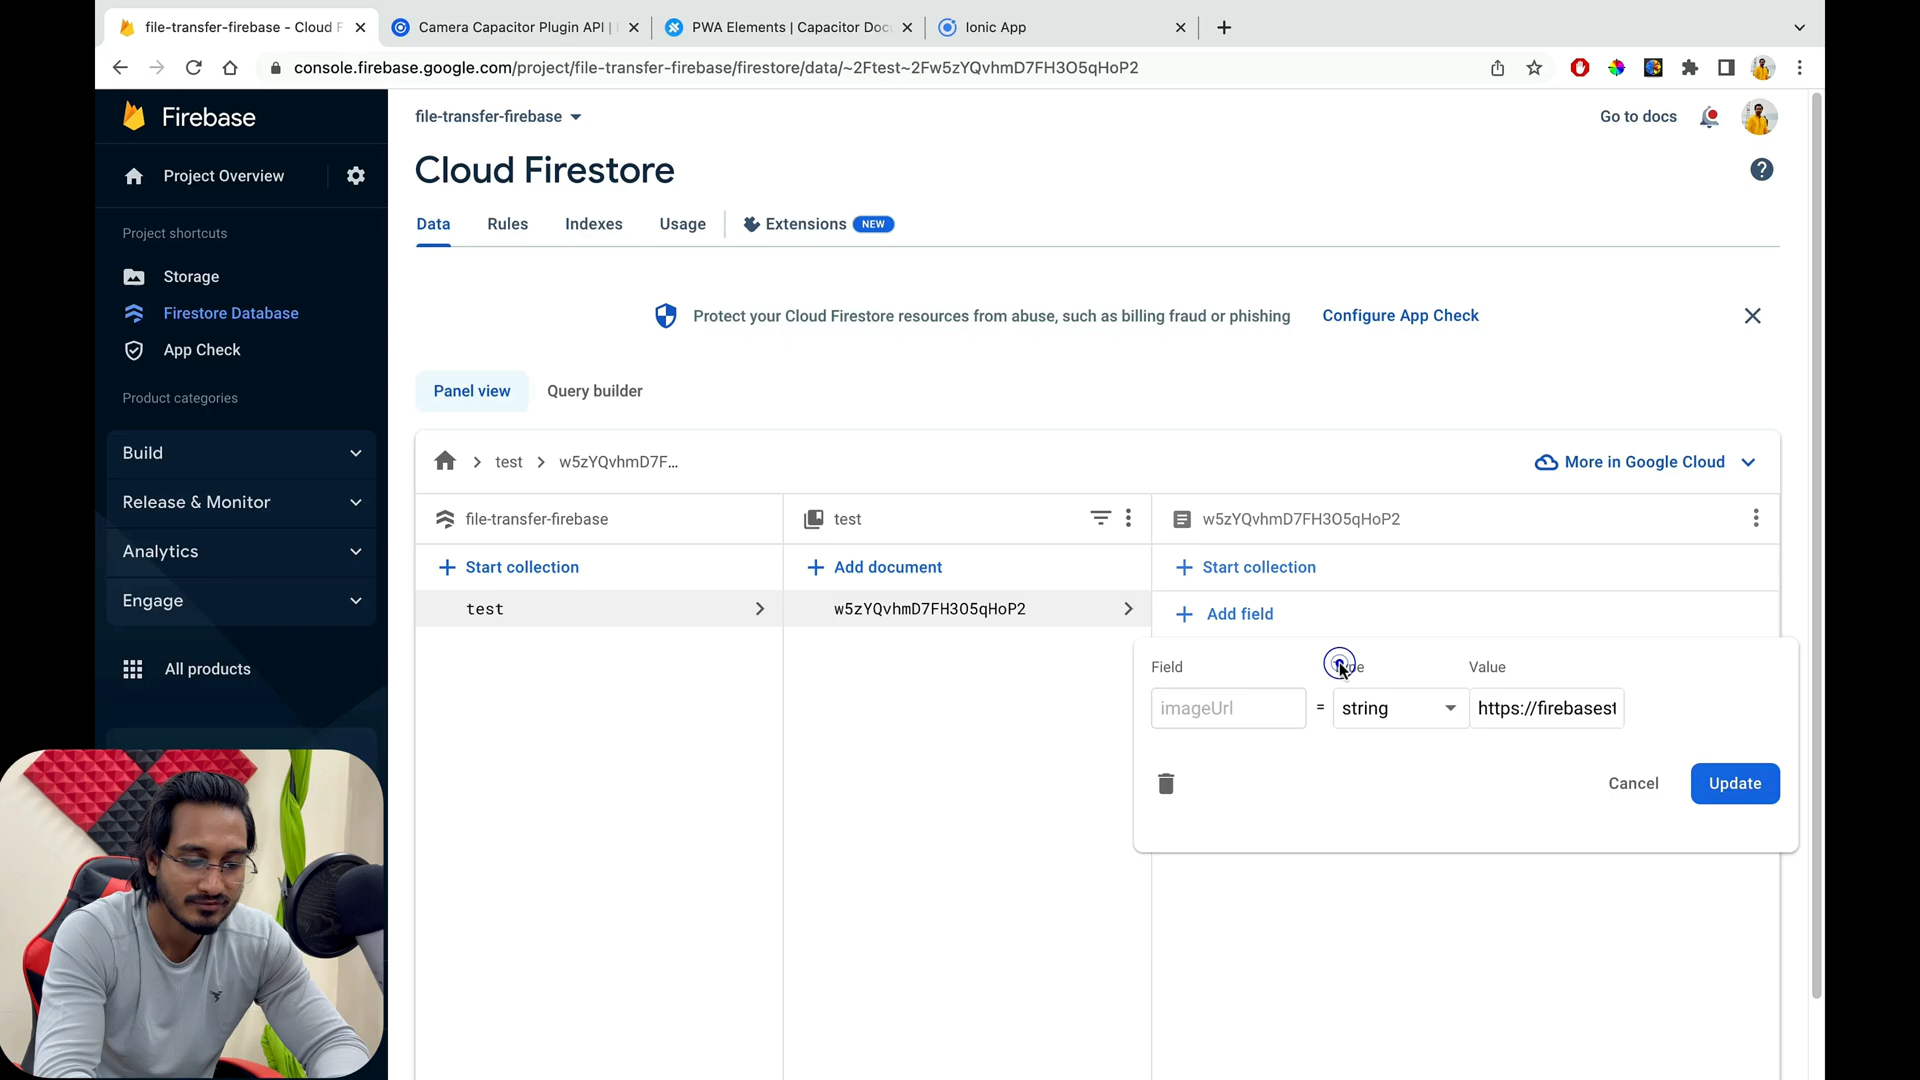 file-transfer-firebase - Cloud F
Camera Capacitor Plugin API |
PWA Elements | Capacitor Doc
Ionic App
console.firebase.google.com/project/file-transfer-firebase/firestore/data/~2Ftest~2Fw5zYQvhmD7FH3O5qHoP2
Firebase
file-transfer-firebase
Go to docs
Project Overview
Cloud Firestore
Data
Rules
Indexes
Usage
Extensions
NEW
Project shortcuts
Storage
Firestore Database
App Check
Protect your Cloud Firestore resources from abuse, such as billing fraud or phishing
Configure App Check
Product categories
Build
Release & Monitor
Analytics
Engage
All products
Panel view
Query builder
test
w5zYQvhmD7F...
More in Google Cloud
file-transfer-firebase
test
w5zYQvhmD7FH3O5qHoP2
Start collection
Add document
Start collection
test
w5zYQvhmD7FH3O5qHoP2
Add field
Field
Value
imageUrl
=
string
https://firebasest
Cancel
Update